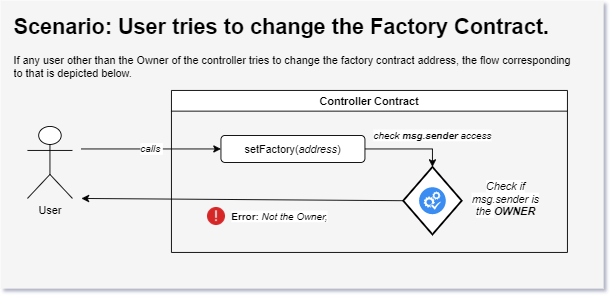 Scenario: User tries to change the Factory Contract.
If any user other than the Owner of the controller tries to change the factory contract address, the flow corresponding
to that is depicted below.
Controller Contract
calls
setFactory(address)
check msg.sender access
User
Check if
msg.sender is
the OWNER
! Error: Not the Owner,